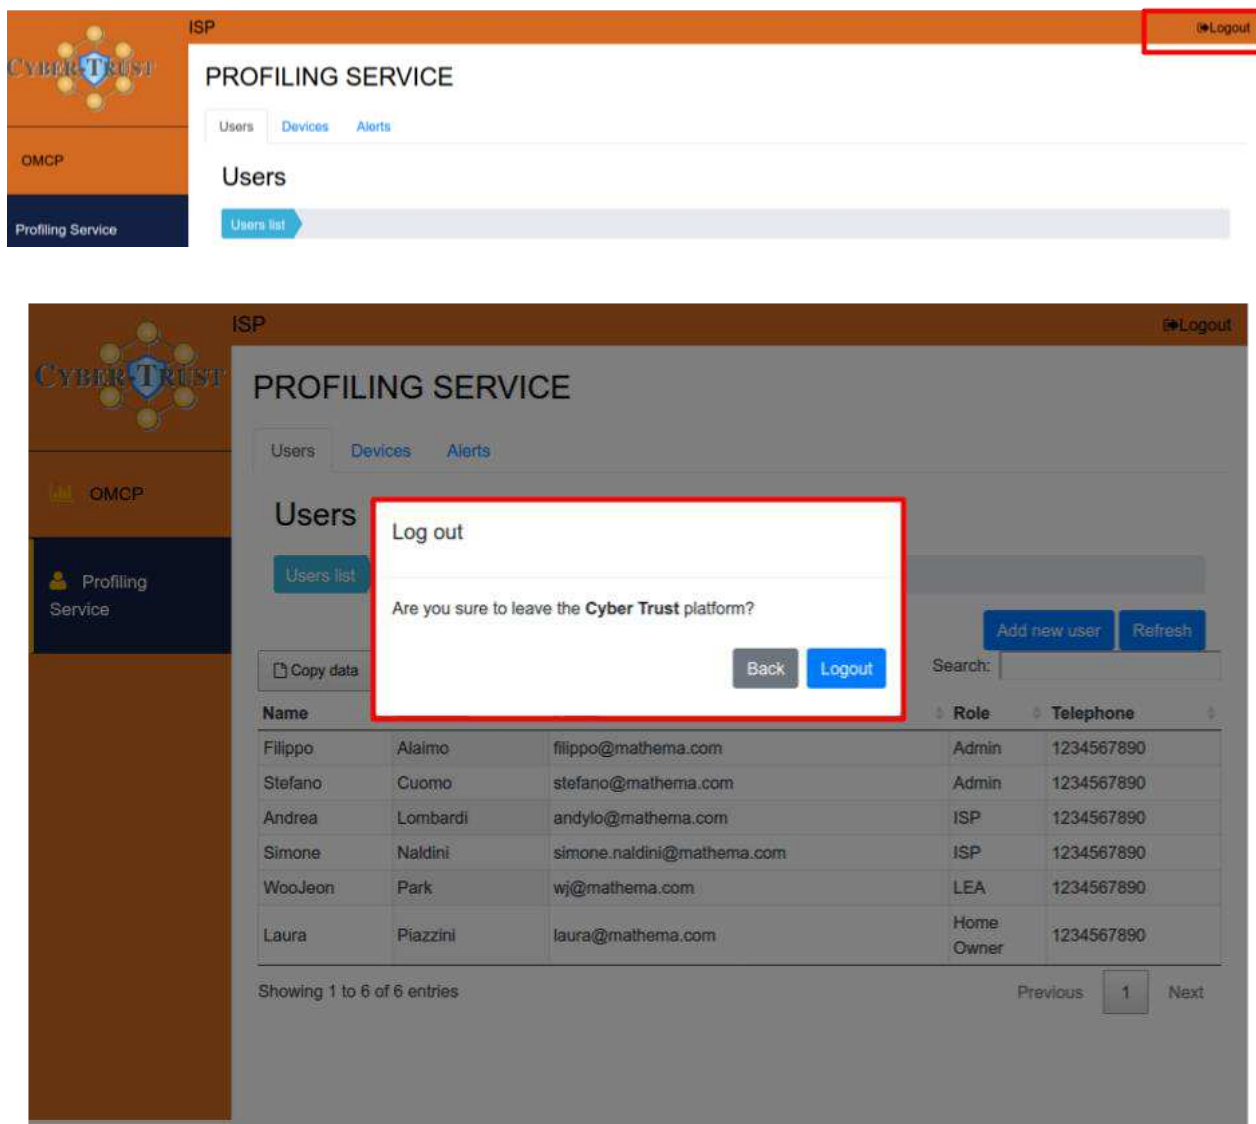 ISP
Logout
CYBER-TRUST
PROFILING SERVICE
Users Devices Alerts
OMCP
Users
Profiling Service
Users list
ISP
Logout
CYBER-TRUST
PROFILING SERVICE
Users Devices Alerts
OMCP
Users
Log out
Profiling
Service
Users list
Are you sure to leave the Cyber Trust platform?
Add new user Refresh
Back Logout
Copy data
Search:
Name Role Telephone
Filippo Alaimo filippo@mathema.com Admin 1234567890
Stefano Cuomo stefano@mathema.com Admin 1234567890
Andrea Lombardi andylo@mathema.com ISP 1234567890
Simone Naldini simone.naldini@mathema.com ISP 1234567890
WooJeon Park wj@mathema.com LEA 1234567890
Laura Piazzini laura@mathema.com Home Owner 1234567890
Showing 1 to 6 of 6 entries
Previous 1 Next